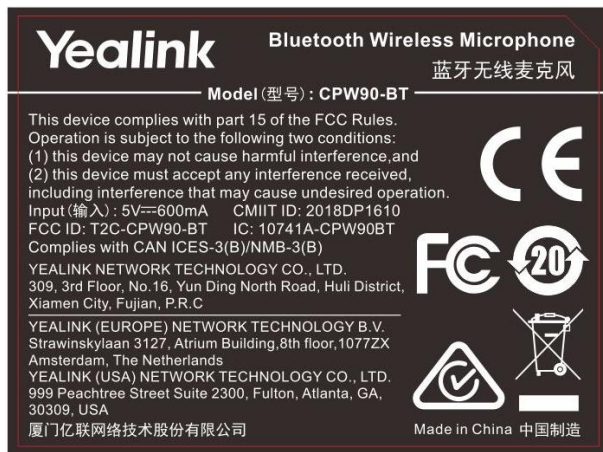 Yealink
Bluetooth Wireless Microphone
蓝牙无线麦克风
Model(型号): CPW90-BT
This device complies with part 15 of the FCC Rules.
Operation is subject to the following two conditions:
(1) this device may not cause harmful interference,and
(2) this device must accept any interference received,
including interference that may cause undesired operation.
Input(输入): 5V⎓600mA CMIIT ID: 2018DP1610
FCC ID: T2C-CPW90-BT IC: 10741A-CPW90BT
Complies with CAN ICES-3(B)/NMB-3(B)
YEALINK NETWORK TECHNOLOGY CO., LTD.
309, 3rd Floor, No.16, Yun Ding North Road, Huli District,
Xiamen City, Fujian, P.R.C
YEALINK (EUROPE) NETWORK TECHNOLOGY B.V.
Strawinskylaan 3127, Atrium Building,8th floor,1077ZX
Amsterdam, The Netherlands
YEALINK (USA) NETWORK TECHNOLOGY CO., LTD.
999 Peachtree Street Suite 2300, Fulton, Atlanta, GA,
30309, USA
厦门亿联网络技术股份有限公司
CE
FC
20
Made in China 中国制造